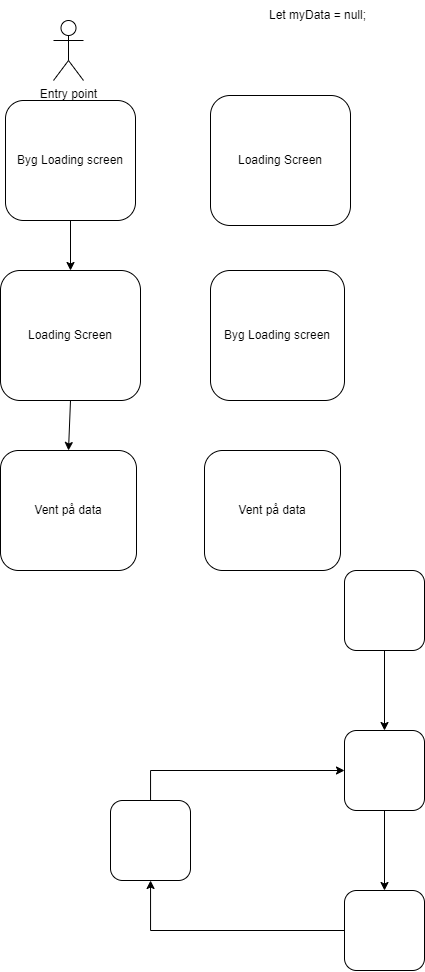 Let myData = null;
Entry point
Byg Loading screen
Loading Screen
Loading Screen
Byg Loading screen
Vent på data
Vent på data